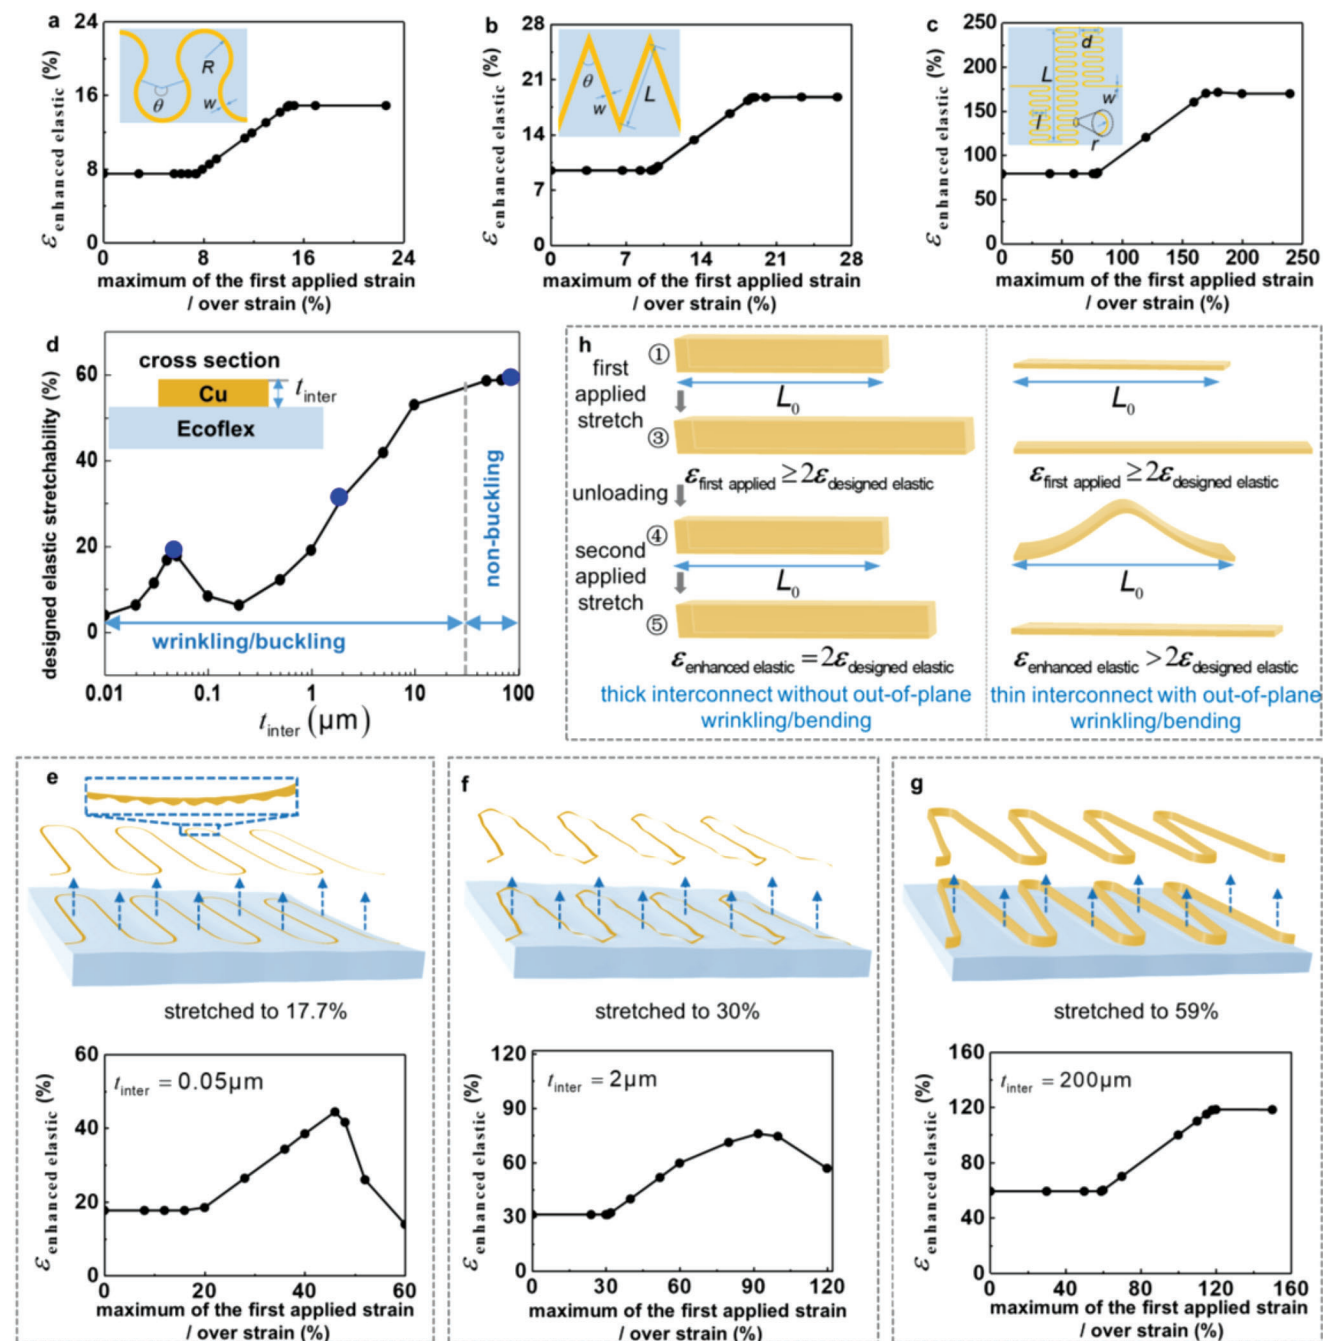 a
24
16
8
0
ε enhanced elastic (%)
R
θ
w
0 8 16 24
maximum of the first applied strain
/ over strain (%)
b
28
21
14
7
0
ε enhanced elastic (%)
θ
w
L
0 7 14 21 28
maximum of the first applied strain
/ over strain (%)
c
250
200
150
100
50
0
ε enhanced elastic (%)
d
L
w
l
r
0 50 100 150 200 250
maximum of the first applied strain
/ over strain (%)
d
60
40
20
0
designed elastic stretchability (%)
cross section
Cu
t inter
Ecoflex
non-buckling
wrinkling/buckling
0.01 0.1 1 10 100
t inter (μm)
h
first
applied
stretch
unloading
second
applied
stretch
①
L₀
③
ε first applied ≥ 2ε designed elastic
④
L₀
⑤
ε enhanced elastic = 2ε designed elastic
thick interconnect without out-of-plane
wrinkling/bending
L₀
ε first applied ≥ 2ε designed elastic
L₀
ε enhanced elastic > 2ε designed elastic
thin interconnect with out-of-plane
wrinkling/bending
e
stretched to 17.7%
60
40
20
0
ε enhanced elastic (%)
t inter = 0.05μm
0 20 40 60
maximum of the first applied strain
/ over strain (%)
f
stretched to 30%
120
90
60
30
0
ε enhanced elastic (%)
t inter = 2μm
0 30 60 90 120
maximum of the first applied strain
/ over strain (%)
g
stretched to 59%
160
120
80
40
0
ε enhanced elastic (%)
t inter = 200μm
0 40 80 120 160
maximum of the first applied strain
/ over strain (%)